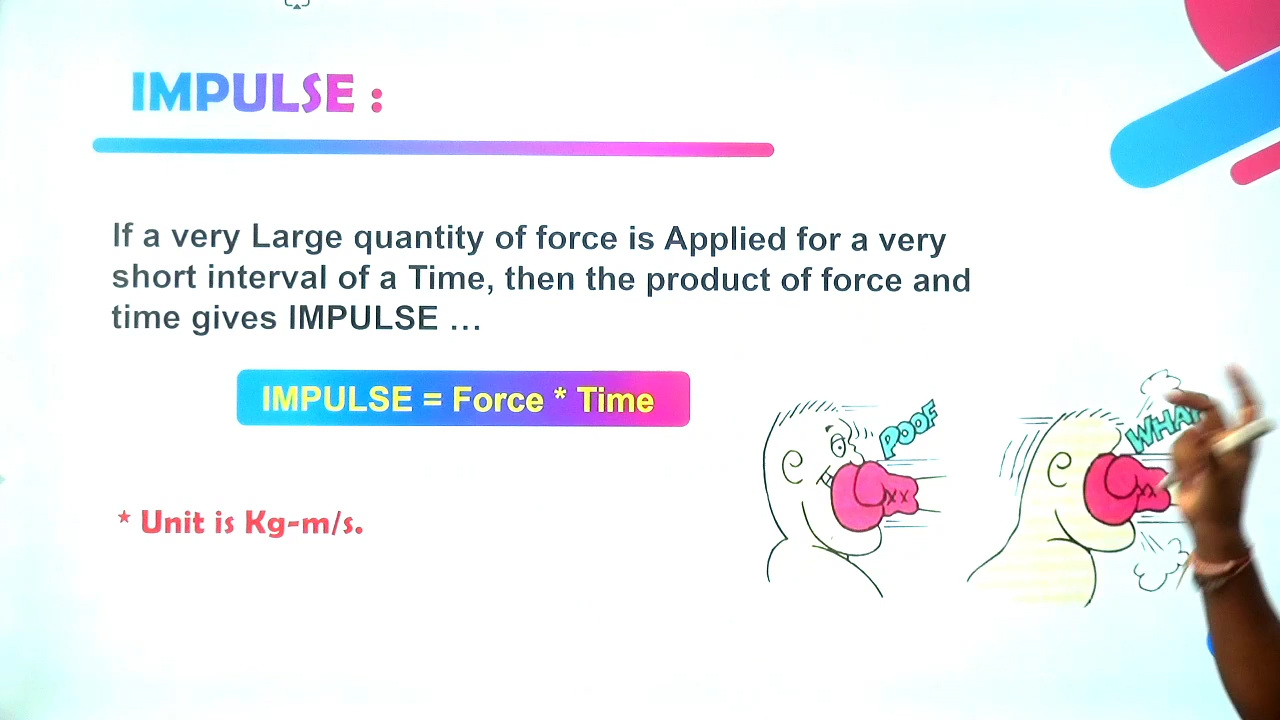 IMPULSE :
If a very Large quantity of force is Applied for a very
short interval of a Time, then the product of force and
time gives IMPULSE ...
IMPULSE = Force * Time
POOF
* Unit is Kg-m/s.